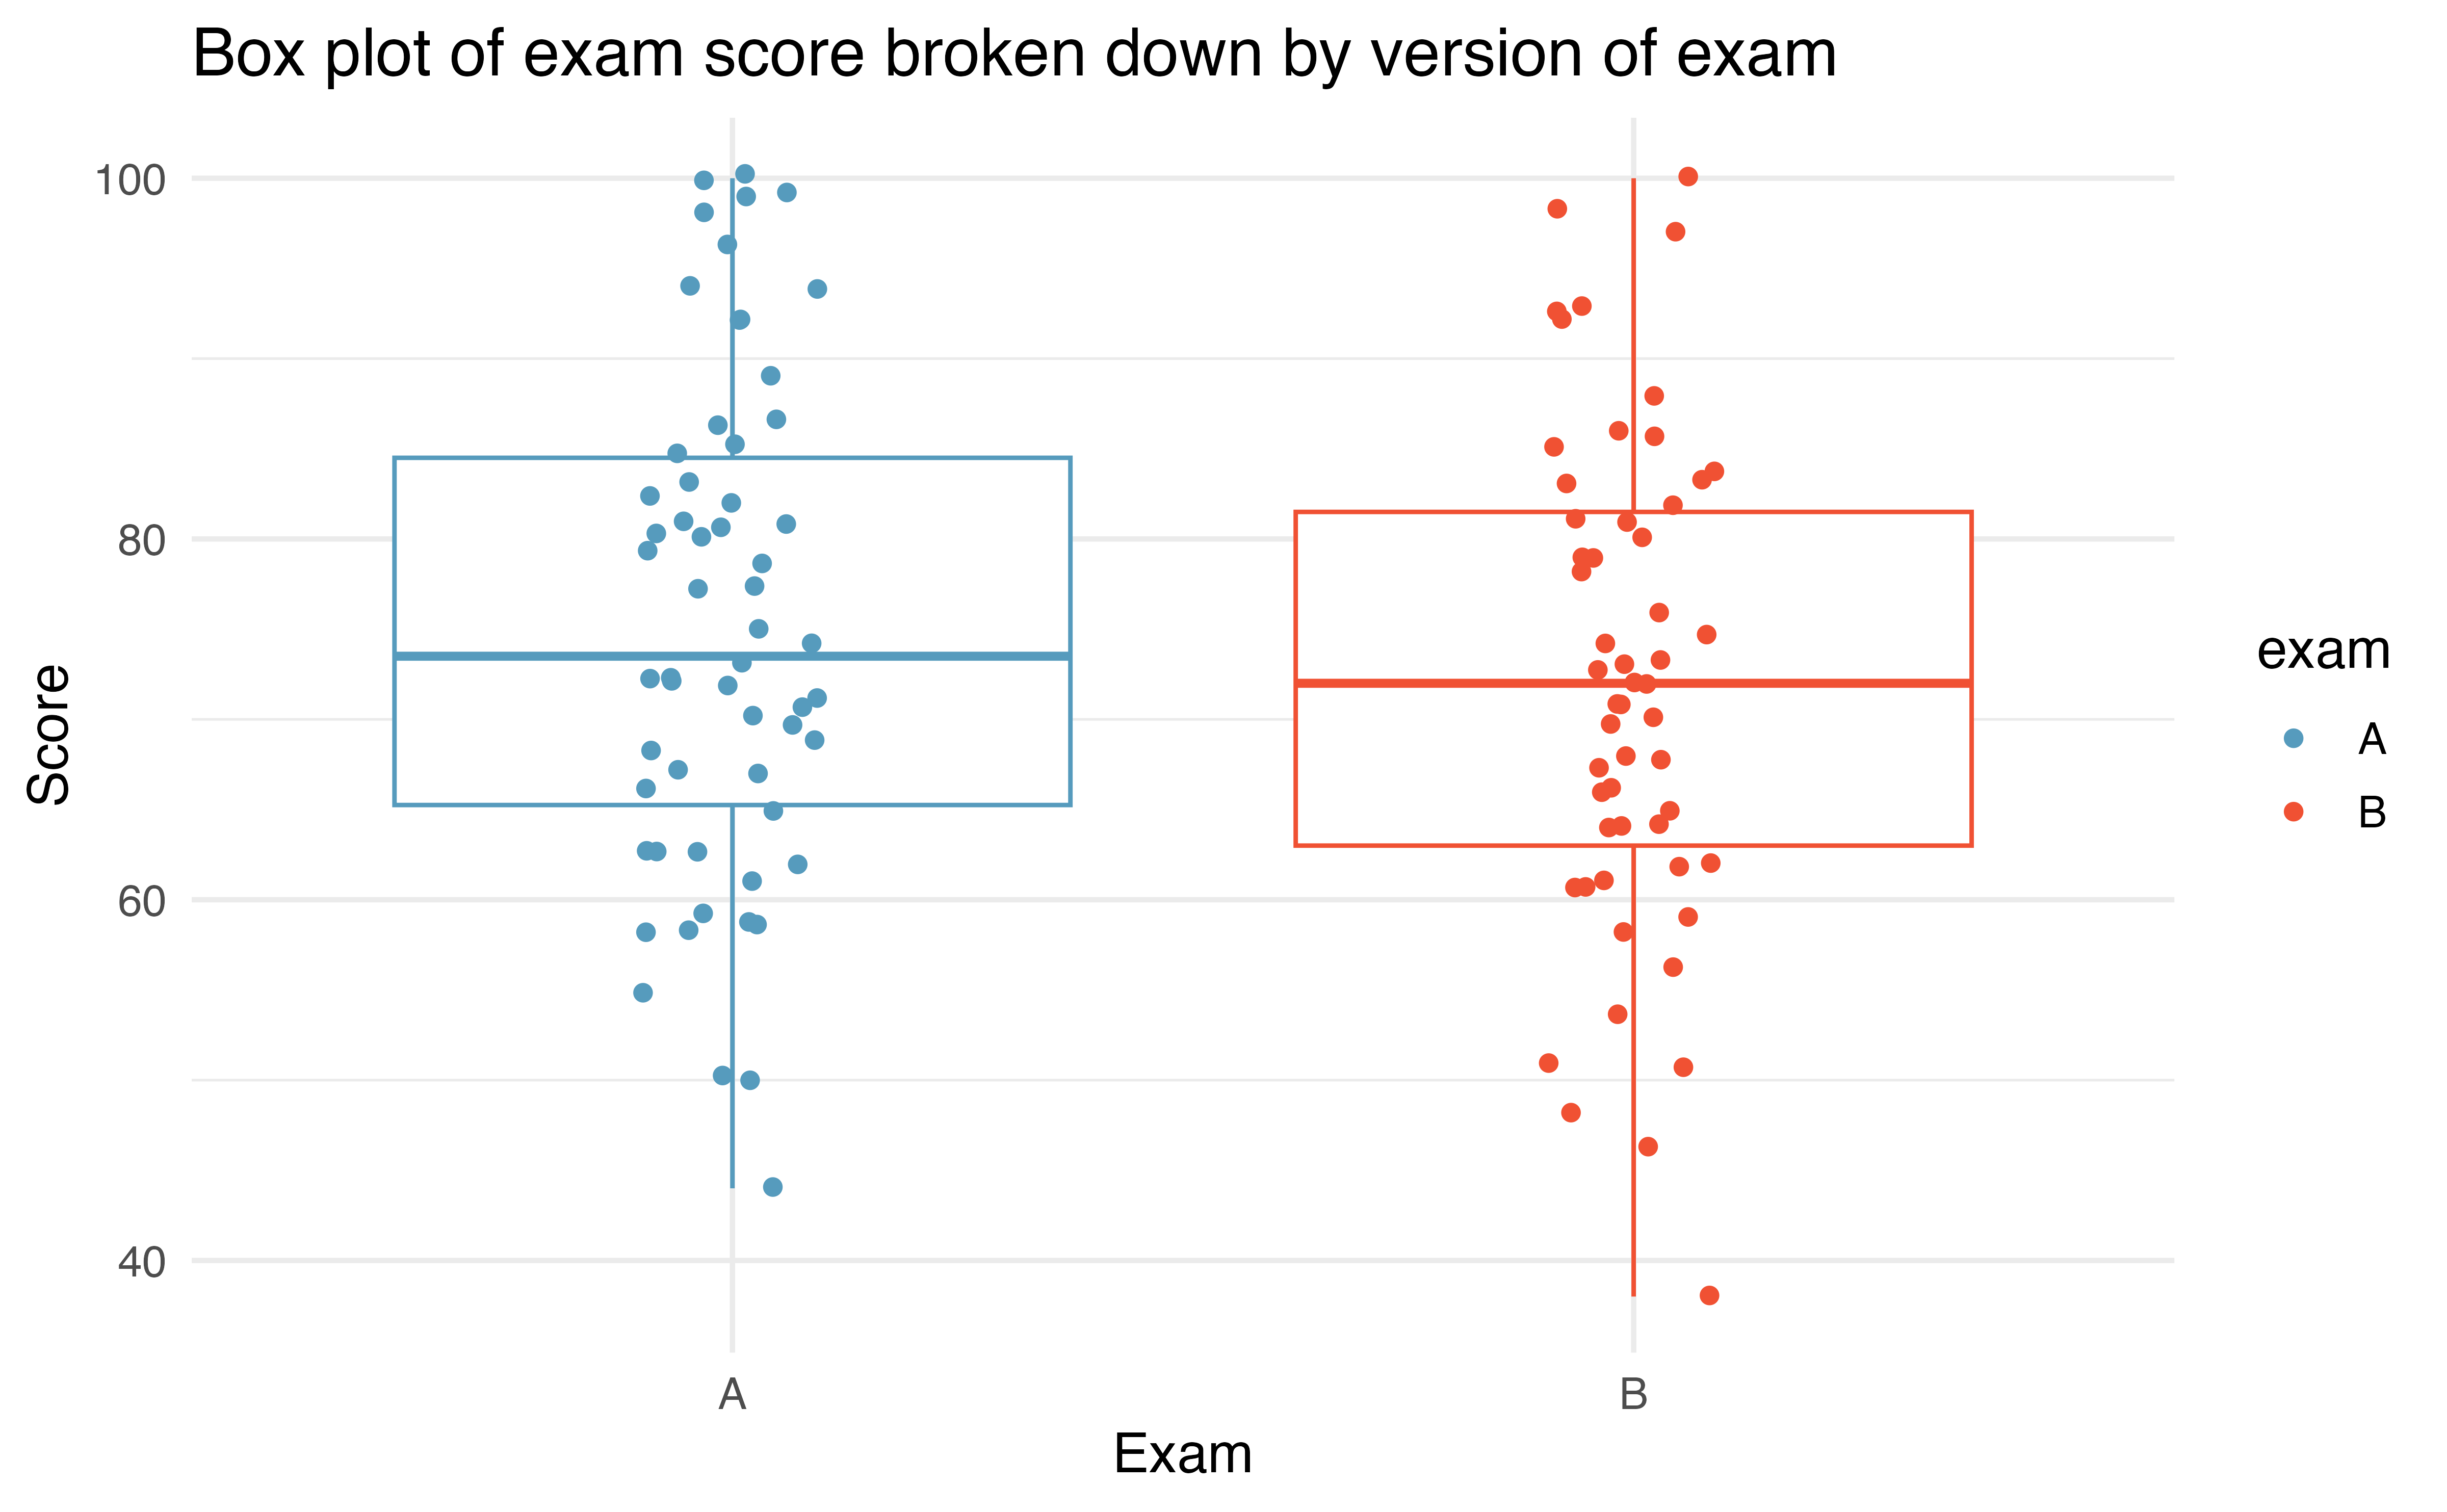 Box plot of exam score broken down by version of exam
100
80
60
40
Score
A
B
Exam
exam
A
B